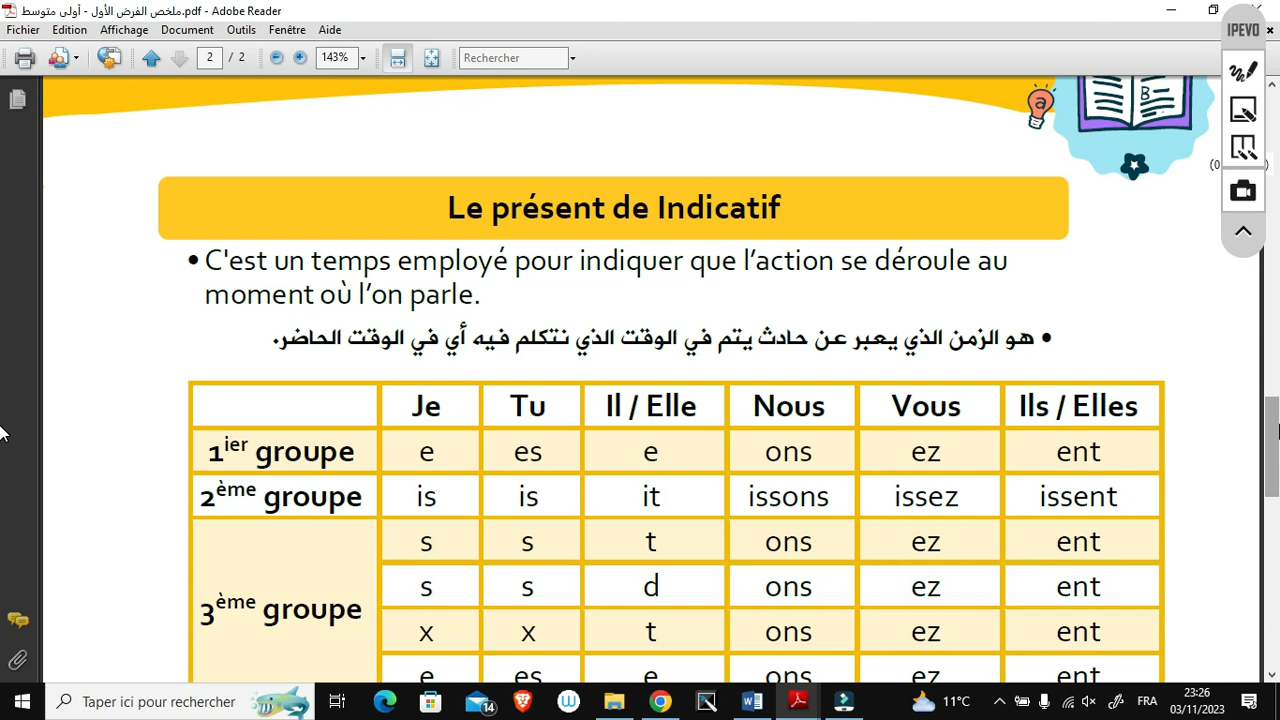 ملخص الفرض الأول - أولى متوسط.pdf - Adobe Reader
Fichier Edition Affichage Document Outils Fenêtre Aide
2 / 2 143% Rechercher
IPEVO
a
B
Le présent de Indicatif
• C'est un temps employé pour indiquer que l’action se déroule au
moment où l’on parle.
• هو الزمن الذي يعبر عن حادث يتم في الوقت الذي نتكلم فيه أي في الوقت الحاضر.
Je Tu Il / Elle Nous Vous Ils / Elles
1ier groupe e es e ons ez ent
2ème groupe is is it issons issez issent
s s t ons ez ent
s s d ons ez ent
3ème groupe
x x t ons ez ent
e es e ons ez ent
Taper ici pour rechercher 14 11°C FRA 23:26
03/11/2023